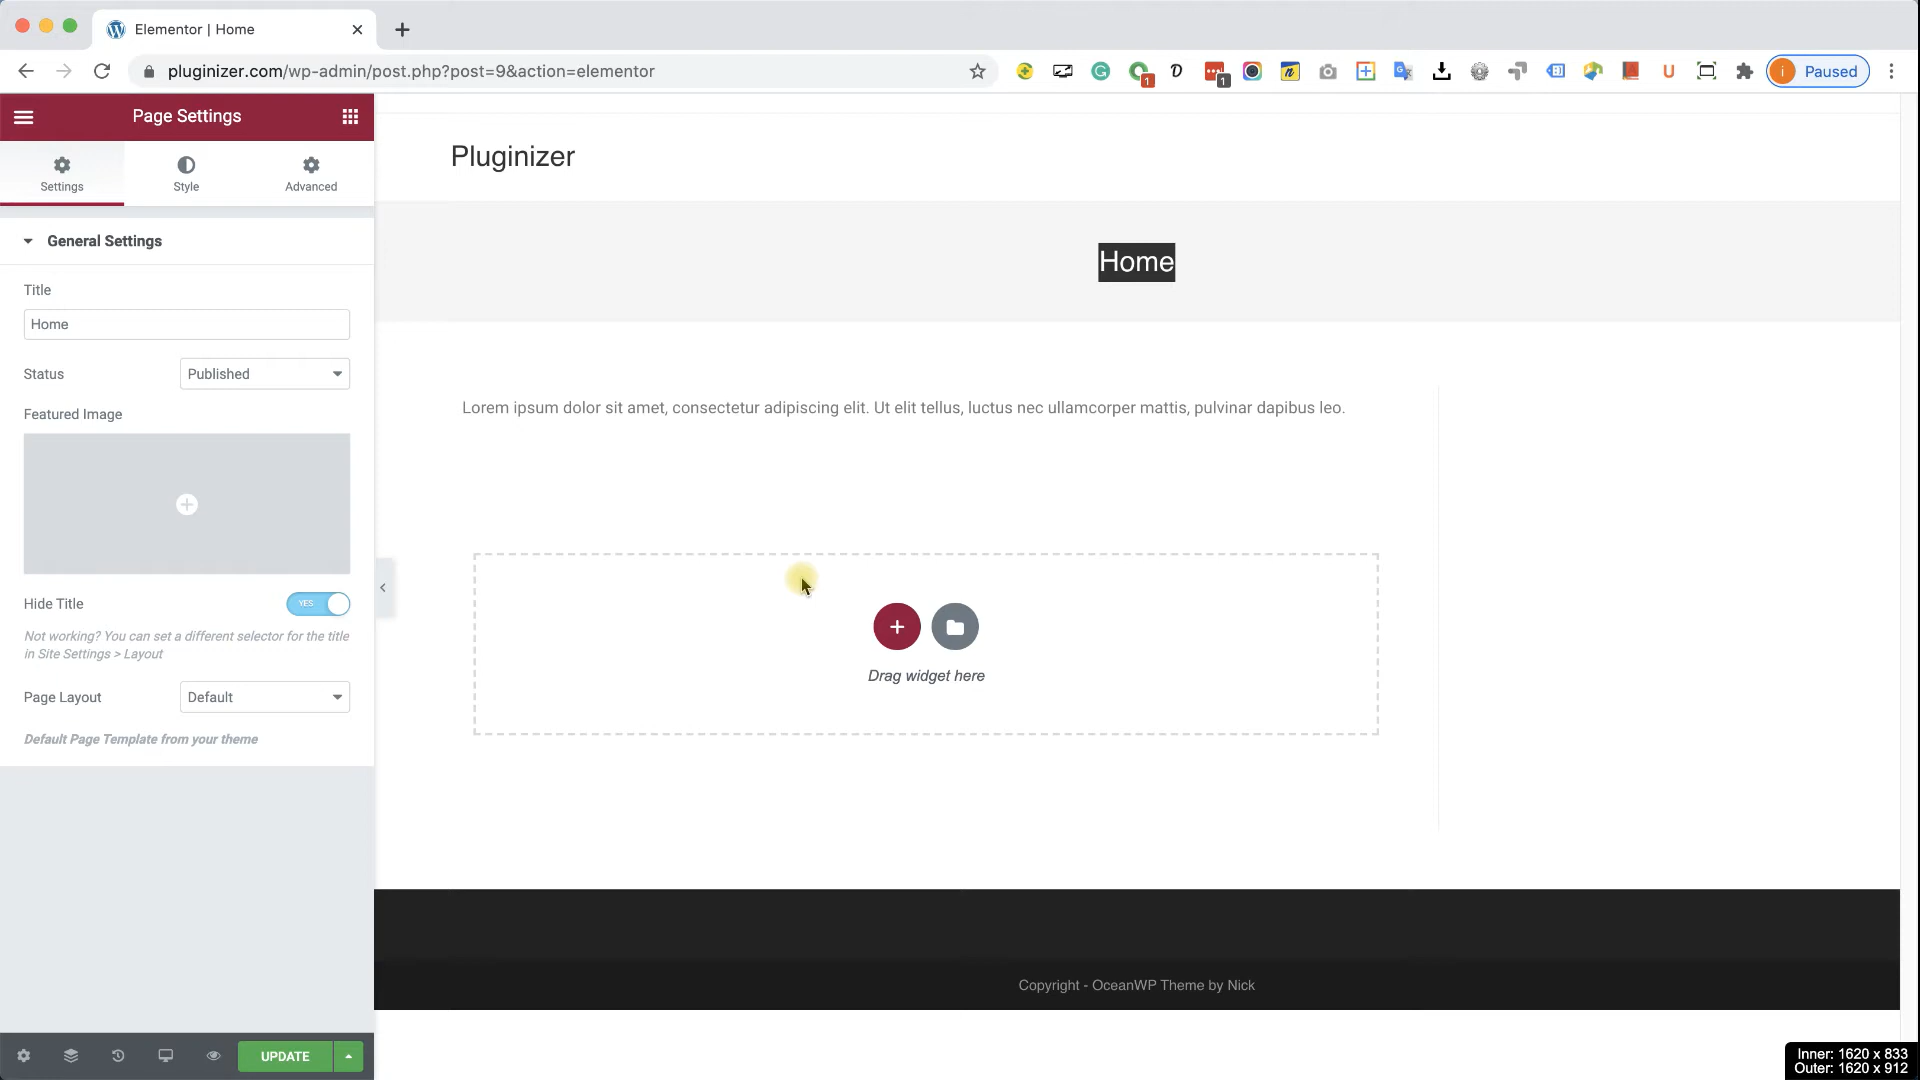 Elementor | Home
pluginizer.com/wp-admin/post.php?post=9&action=elementor
1
1
Paused
Page Settings
Settings
Style
Advanced
General Settings
Title
Home
Status
Published
Featured Image
Hide Title
YES
Not working? You can set a different selector for the title
in Site Settings > Layout
Page Layout
Default
Default Page Template from your theme
UPDATE
Pluginizer
Home
Lorem ipsum dolor sit amet, consectetur adipiscing elit. Ut elit tellus, luctus nec ullamcorper mattis, pulvinar dapibus leo.
Drag widget here
Copyright - OceanWP Theme by Nick
Inner: 1620 x 833
Outer: 1620 x 912